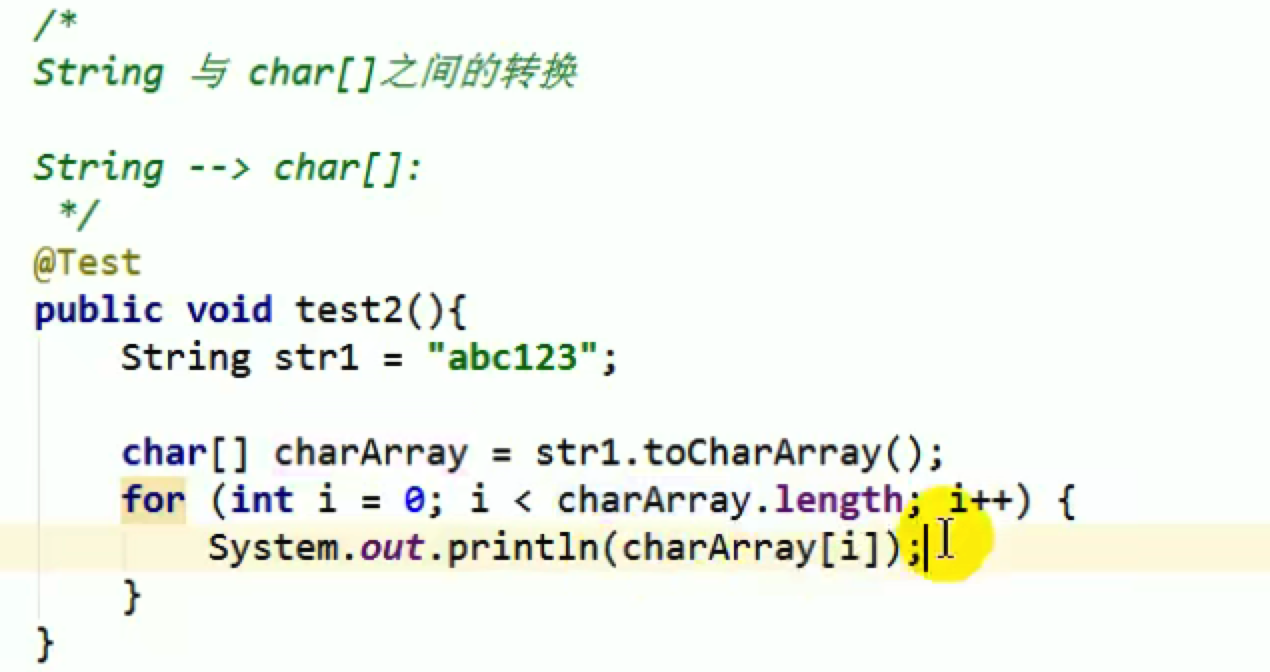 /*
String 与 char[]之间的转换
String --> char[]:
*/
@Test
public void test2(){
String str1 = "abc123";
char[] charArray = str1.toCharArray();
for (int i = 0; i < charArray.length; i++) {
System.out.println(charArray[i]);
}
}